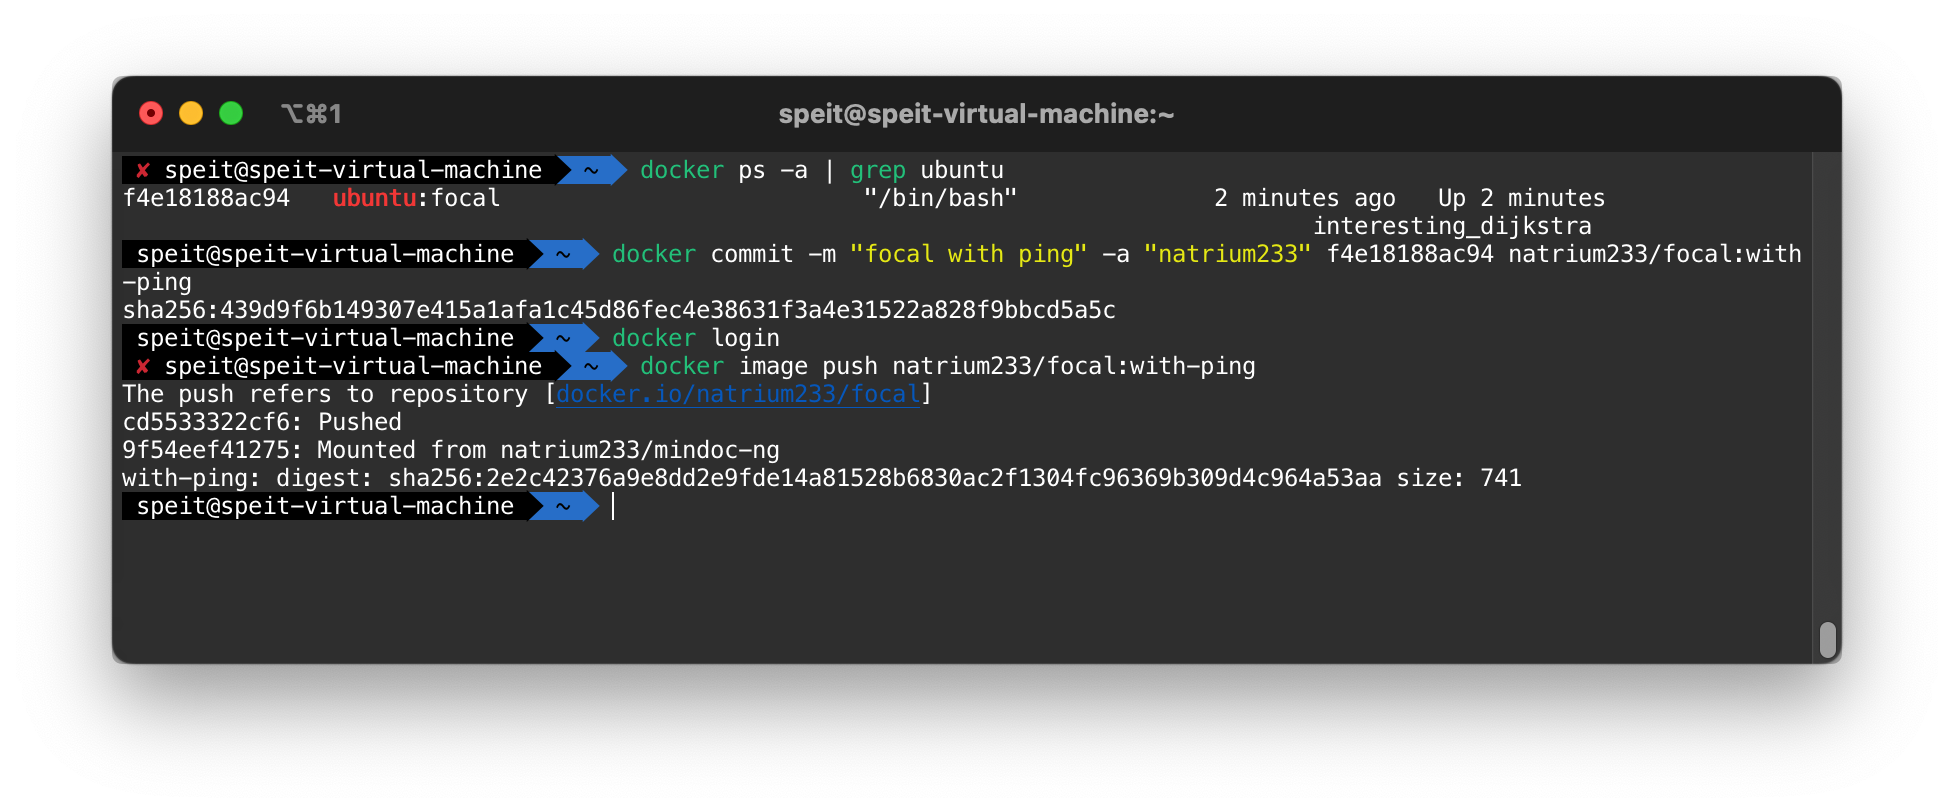 ⌥⌘1
speit@speit-virtual-machine:~
✘ speit@speit-virtual-machine ~ docker ps -a | grep ubuntu
f4e18188ac94 ubuntu:focal "/bin/bash" 2 minutes ago Up 2 minutes
interesting_dijkstra
speit@speit-virtual-machine ~ docker commit -m "focal with ping" -a "natrium233" f4e18188ac94 natrium233/focal:with
-ping
sha256:439d9f6b149307e415a1afa1c45d86fec4e38631f3a4e31522a828f9bbcd5a5c
speit@speit-virtual-machine ~ docker login
✘ speit@speit-virtual-machine ~ docker image push natrium233/focal:with-ping
The push refers to repository [docker.io/natrium233/focal]
cd5533322cf6: Pushed
9f54eef41275: Mounted from natrium233/mindoc-ng
with-ping: digest: sha256:2e2c42376a9e8dd2e9fde14a81528b6830ac2f1304fc96369b309d4c964a53aa size: 741
speit@speit-virtual-machine ~